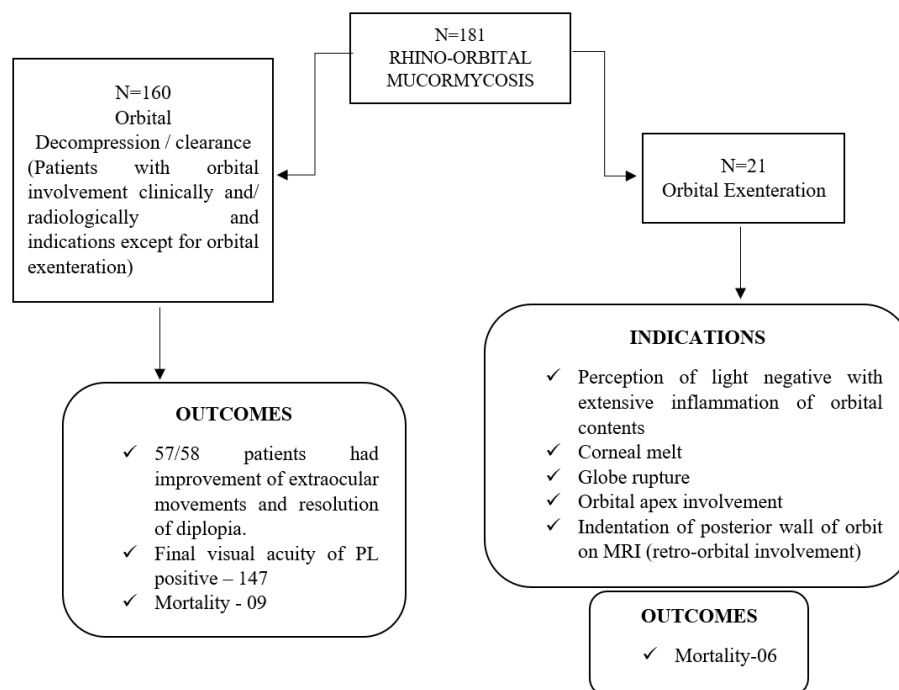 N=181
RHINO-ORBITAL
MUCORMYCOSIS
N=160
Orbital
Decompression / clearance
(Patients with orbital
involvement clinically and/
radiologically and
indications except for orbital
exenteration)
N=21
Orbital Exenteration
OUTCOMES
✓ 57/58 patients had
improvement of extraocular
movements and resolution
of diplopia.
✓ Final visual acuity of PL
positive – 147
✓ Mortality - 09
INDICATIONS
✓ Perception of light negative with
extensive inflammation of orbital
contents
✓ Corneal melt
✓ Globe rupture
✓ Orbital apex involvement
✓ Indentation of posterior wall of orbit
on MRI (retro-orbital involvement)
OUTCOMES
✓ Mortality-06